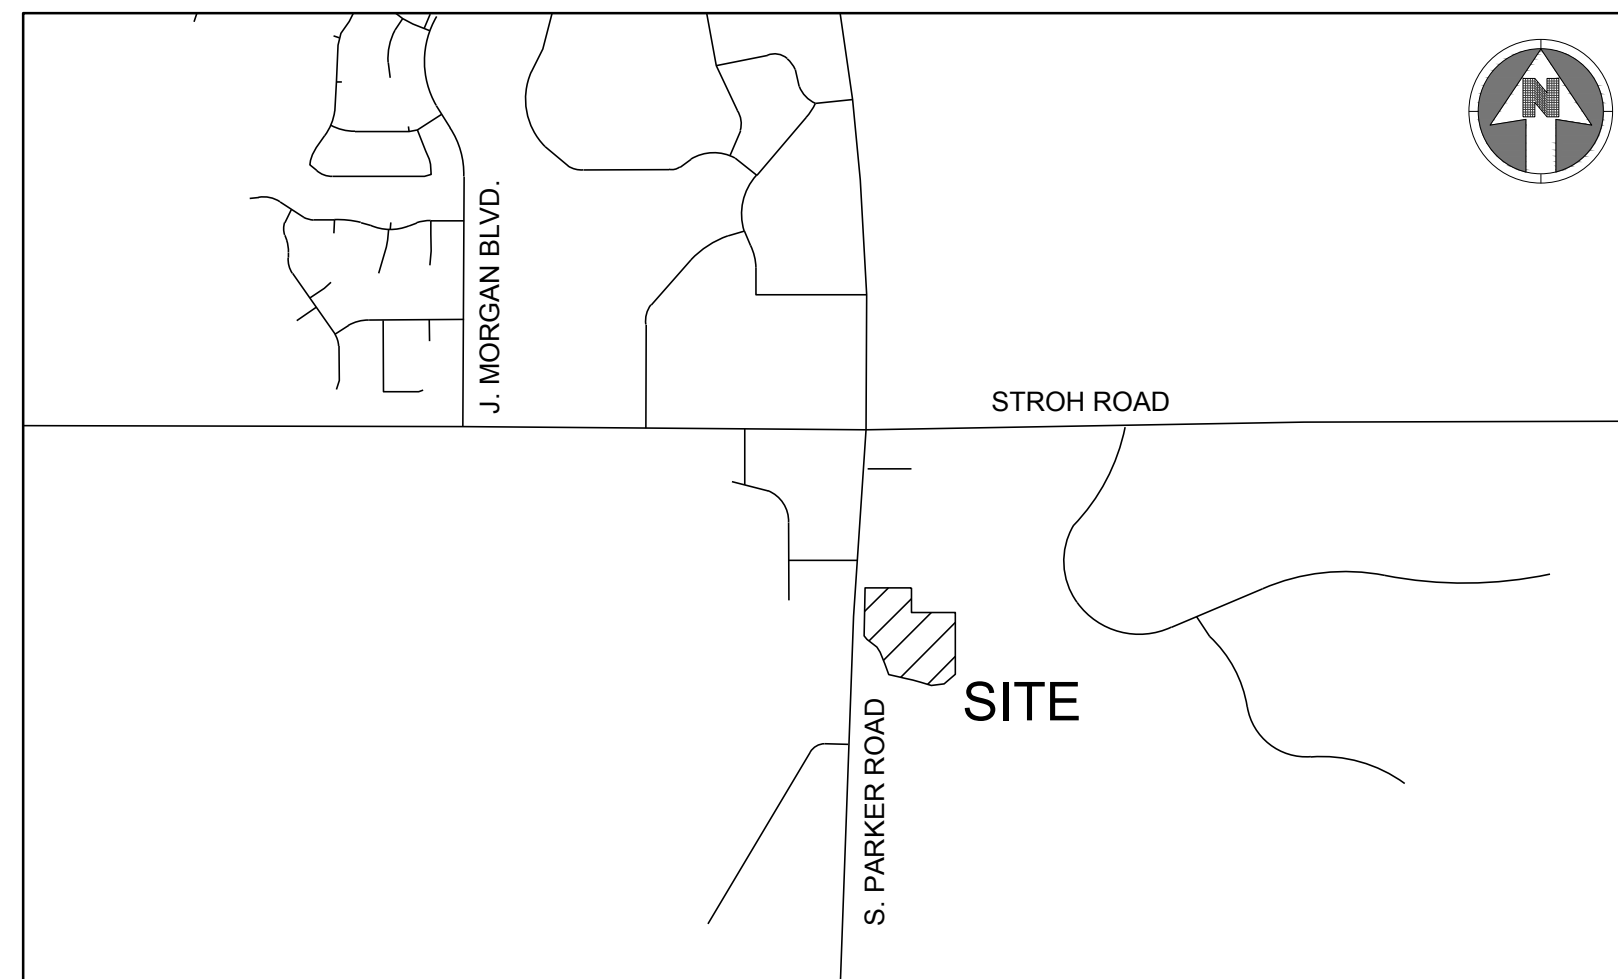 N
J. MORGAN BLVD.
STROH ROAD
SITE
S. PARKER ROAD